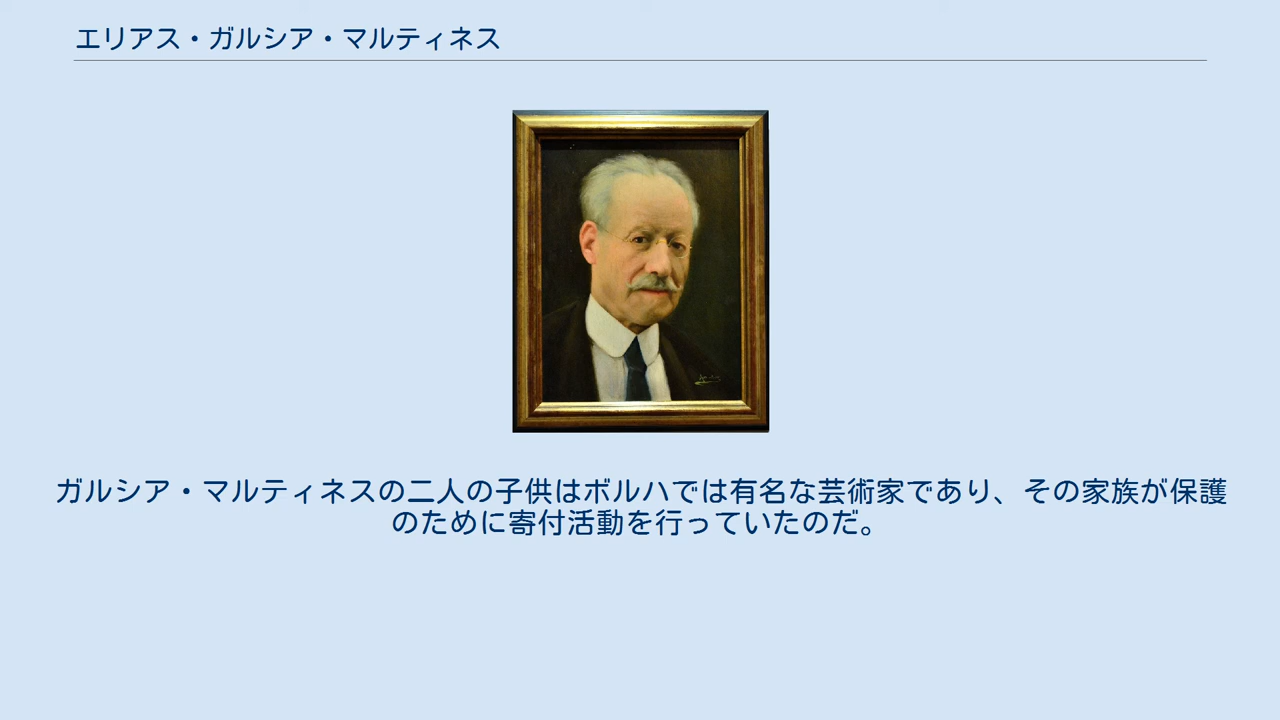 エリアス・ガルシア・マルティネス
ガルシア・マルティネスの二人の子供はボルハでは有名な芸術家であり、その家族が保護
のために寄付活動を行っていたのだ。